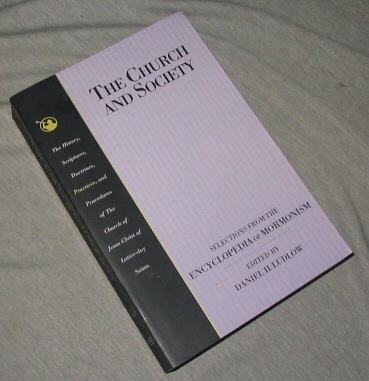 THE CHURCH
AND SOCIETY
The History,
Scriptures,
Doctrines,
Practices, and
Procedures
of The
Church of
Jesus Christ of
Latter-day
Saints
SELECTIONS FROM THE
ENCYCLOPEDIA OF MORMONISM
EDITED BY
DANIEL H. LUDLOW